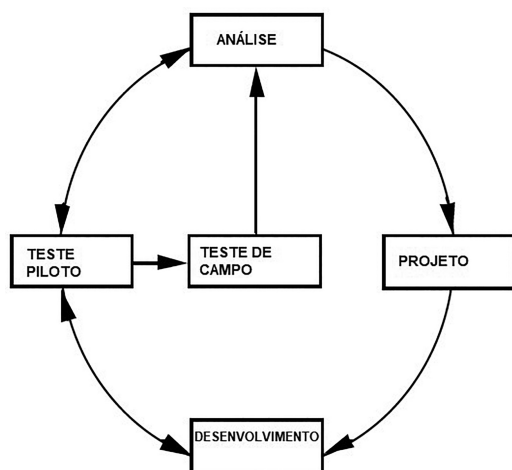 ANÁLISE
TESTE
PILOTO
TESTE DE
CAMPO
PROJETO
DESENVOLVIMENTO